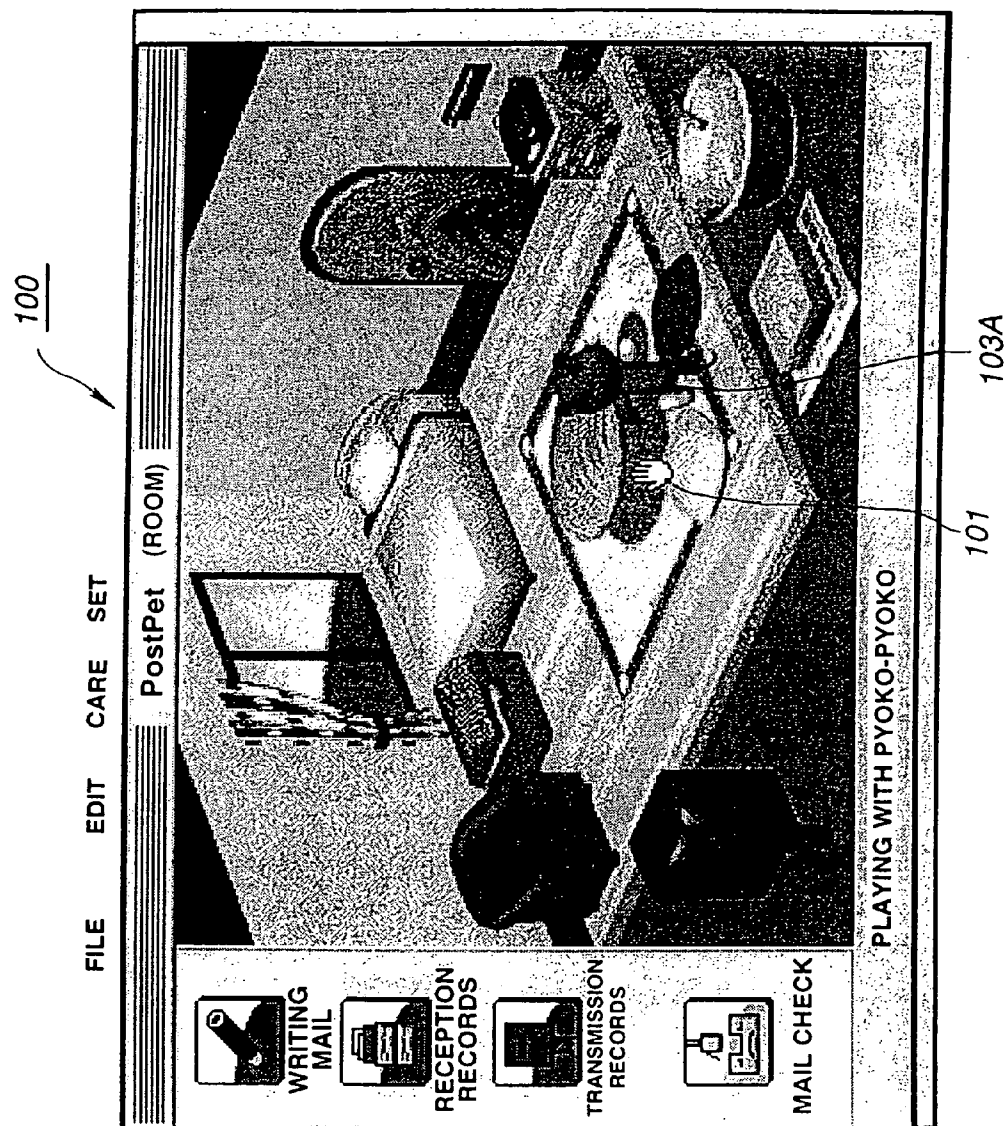 100
FILE EDIT CARE SET
PostPet (ROOM)
WRITING
MAIL
RECEPTION
RECORDS
TRANSMISSION
RECORDS
MAIL CHECK
PLAYING WITH PYOKO-PYOKO
101
103A